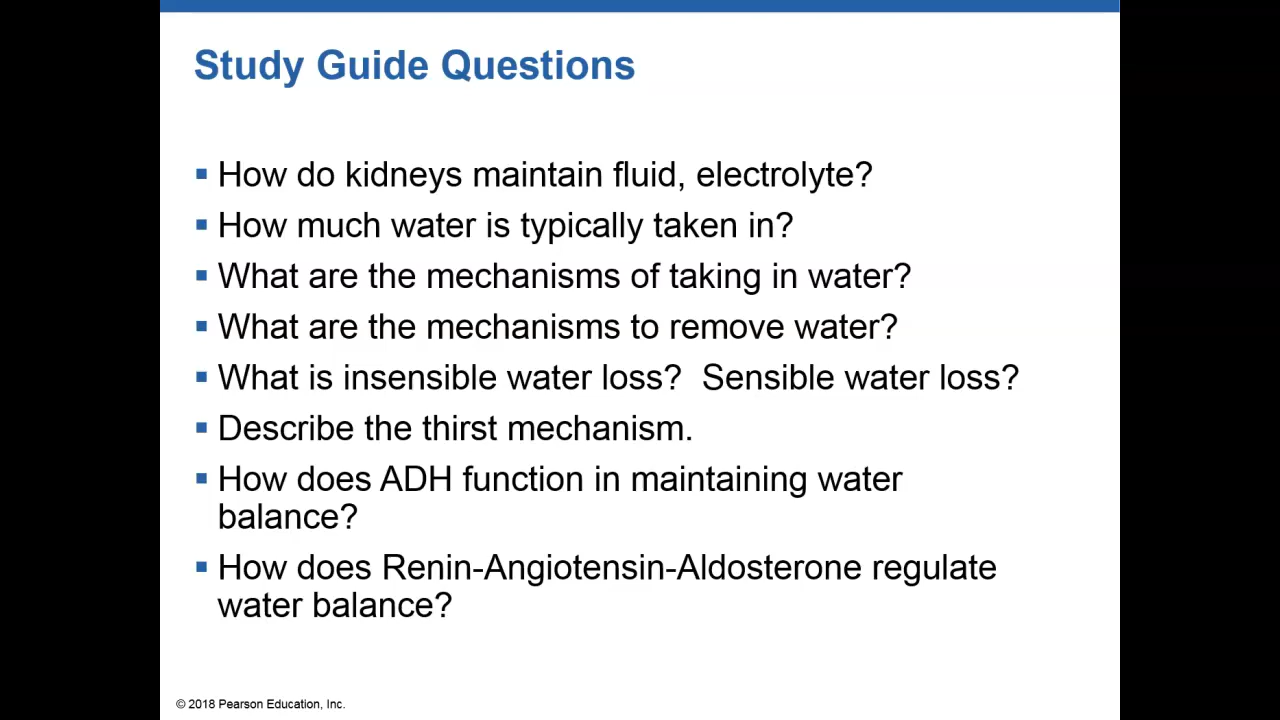 Study Guide Questions
▪ How do kidneys maintain fluid, electrolyte?
▪ How much water is typically taken in?
▪ What are the mechanisms of taking in water?
▪ What are the mechanisms to remove water?
▪ What is insensible water loss?  Sensible water loss?
▪ Describe the thirst mechanism.
▪ How does ADH function in maintaining water
balance?
▪ How does Renin-Angiotensin-Aldosterone regulate
water balance?
© 2018 Pearson Education, Inc.